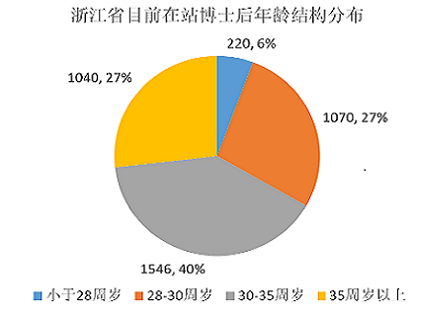 浙江省目前在站博士后年龄结构分布
220, 6%
1040, 27%
1070, 27%
1546, 40%
小于28周岁 28-30周岁 30-35周岁 35周岁以上